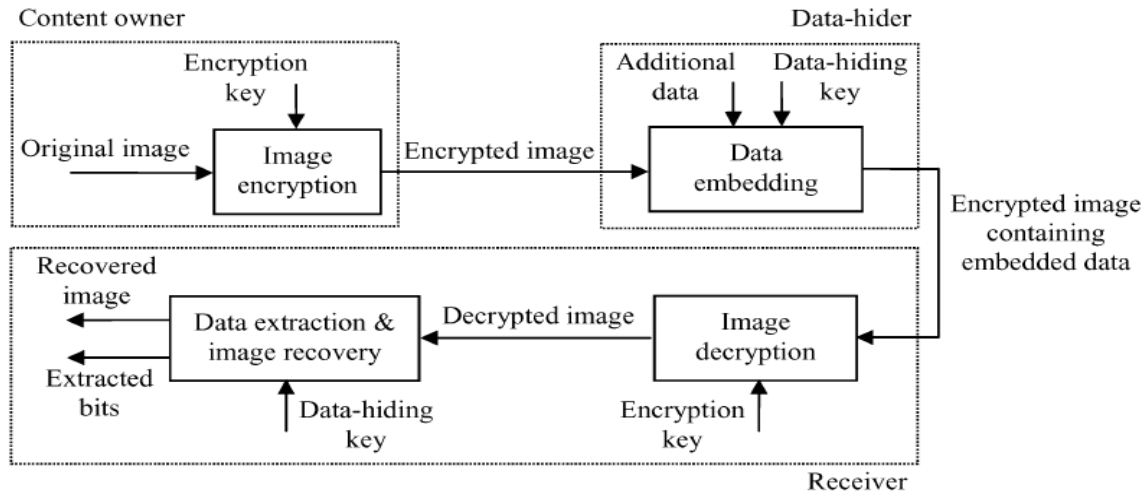 Content owner
Data-hider
Encryption
key
Additional
data
Data-hiding
key
Original image
Image
encryption
Encrypted image
Data
embedding
Encrypted image
containing
embedded data
Recovered
image
Data extraction &
image recovery
Decrypted image
Image
decryption
Extracted
bits
Data-hiding
key
Encryption
key
Receiver